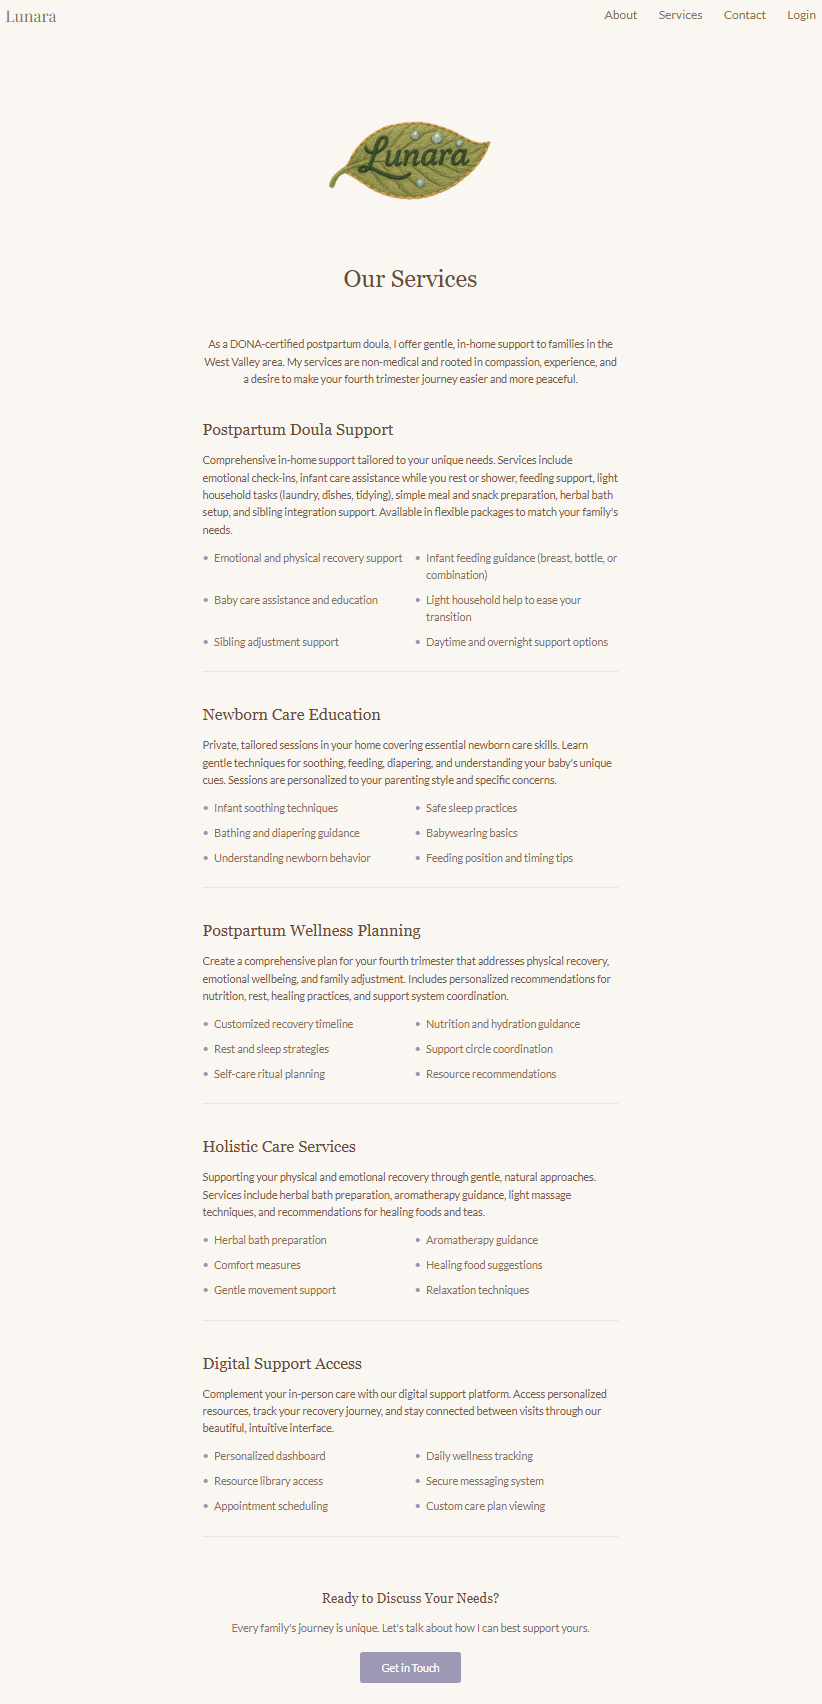 Lunara
About Services Contact Login
Lunara
Our Services
As a DONA-certified postpartum doula, I offer gentle, in-home support to families in the
West Valley area. My services are non-medical and rooted in compassion, experience, and
a desire to make your fourth trimester journey easier and more peaceful.
Postpartum Doula Support
Comprehensive in-home support tailored to your unique needs. Services include
emotional check-ins, infant care assistance while you rest or shower, feeding support, light
household tasks (laundry, dishes, tidying), simple meal and snack preparation, herbal bath
setup, and sibling integration support. Available in flexible packages to match your family's
needs.
• Emotional and physical recovery support
• Infant feeding guidance (breast, bottle, or
combination)
• Baby care assistance and education
• Light household help to ease your
transition
• Sibling adjustment support
• Daytime and overnight support options
Newborn Care Education
Private, tailored sessions in your home covering essential newborn care skills. Learn
gentle techniques for soothing, feeding, diapering, and understanding your baby's unique
cues. Sessions are personalized to your parenting style and specific concerns.
• Infant soothing techniques
• Safe sleep practices
• Bathing and diapering guidance
• Babywearing basics
• Understanding newborn behavior
• Feeding position and timing tips
Postpartum Wellness Planning
Create a comprehensive plan for your fourth trimester that addresses physical recovery,
emotional wellbeing, and family adjustment. Includes personalized recommendations for
nutrition, rest, healing practices, and support system coordination.
• Customized recovery timeline
• Nutrition and hydration guidance
• Rest and sleep strategies
• Support circle coordination
• Self-care ritual planning
• Resource recommendations
Holistic Care Services
Supporting your physical and emotional recovery through gentle, natural approaches.
Services include herbal bath preparation, aromatherapy guidance, light massage
techniques, and recommendations for healing foods and teas.
• Herbal bath preparation
• Aromatherapy guidance
• Comfort measures
• Healing food suggestions
• Gentle movement support
• Relaxation techniques
Digital Support Access
Complement your in-person care with our digital support platform. Access personalized
resources, track your recovery journey, and stay connected between visits through our
beautiful, intuitive interface.
• Personalized dashboard
• Daily wellness tracking
• Resource library access
• Secure messaging system
• Appointment scheduling
• Custom care plan viewing
Ready to Discuss Your Needs?
Every family's journey is unique. Let's talk about how I can best support yours.
Get in Touch